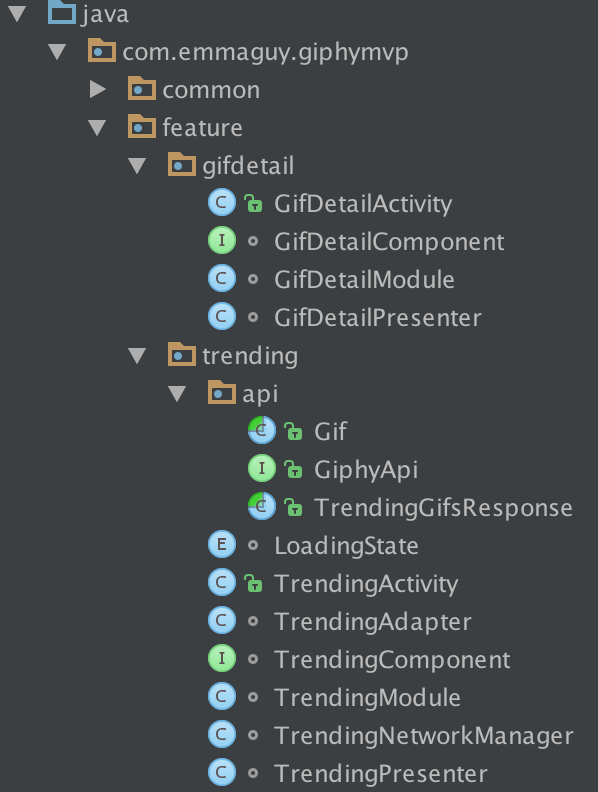 java
com.emmaguy.giphymvp
common
feature
gifdetail
C GifDetailActivity
I GifDetailComponent
C GifDetailModule
C GifDetailPresenter
trending
api
C Gif
I GiphyApi
C TrendingGifsResponse
E LoadingState
C TrendingActivity
C TrendingAdapter
I TrendingComponent
C TrendingModule
C TrendingNetworkManager
C TrendingPresenter